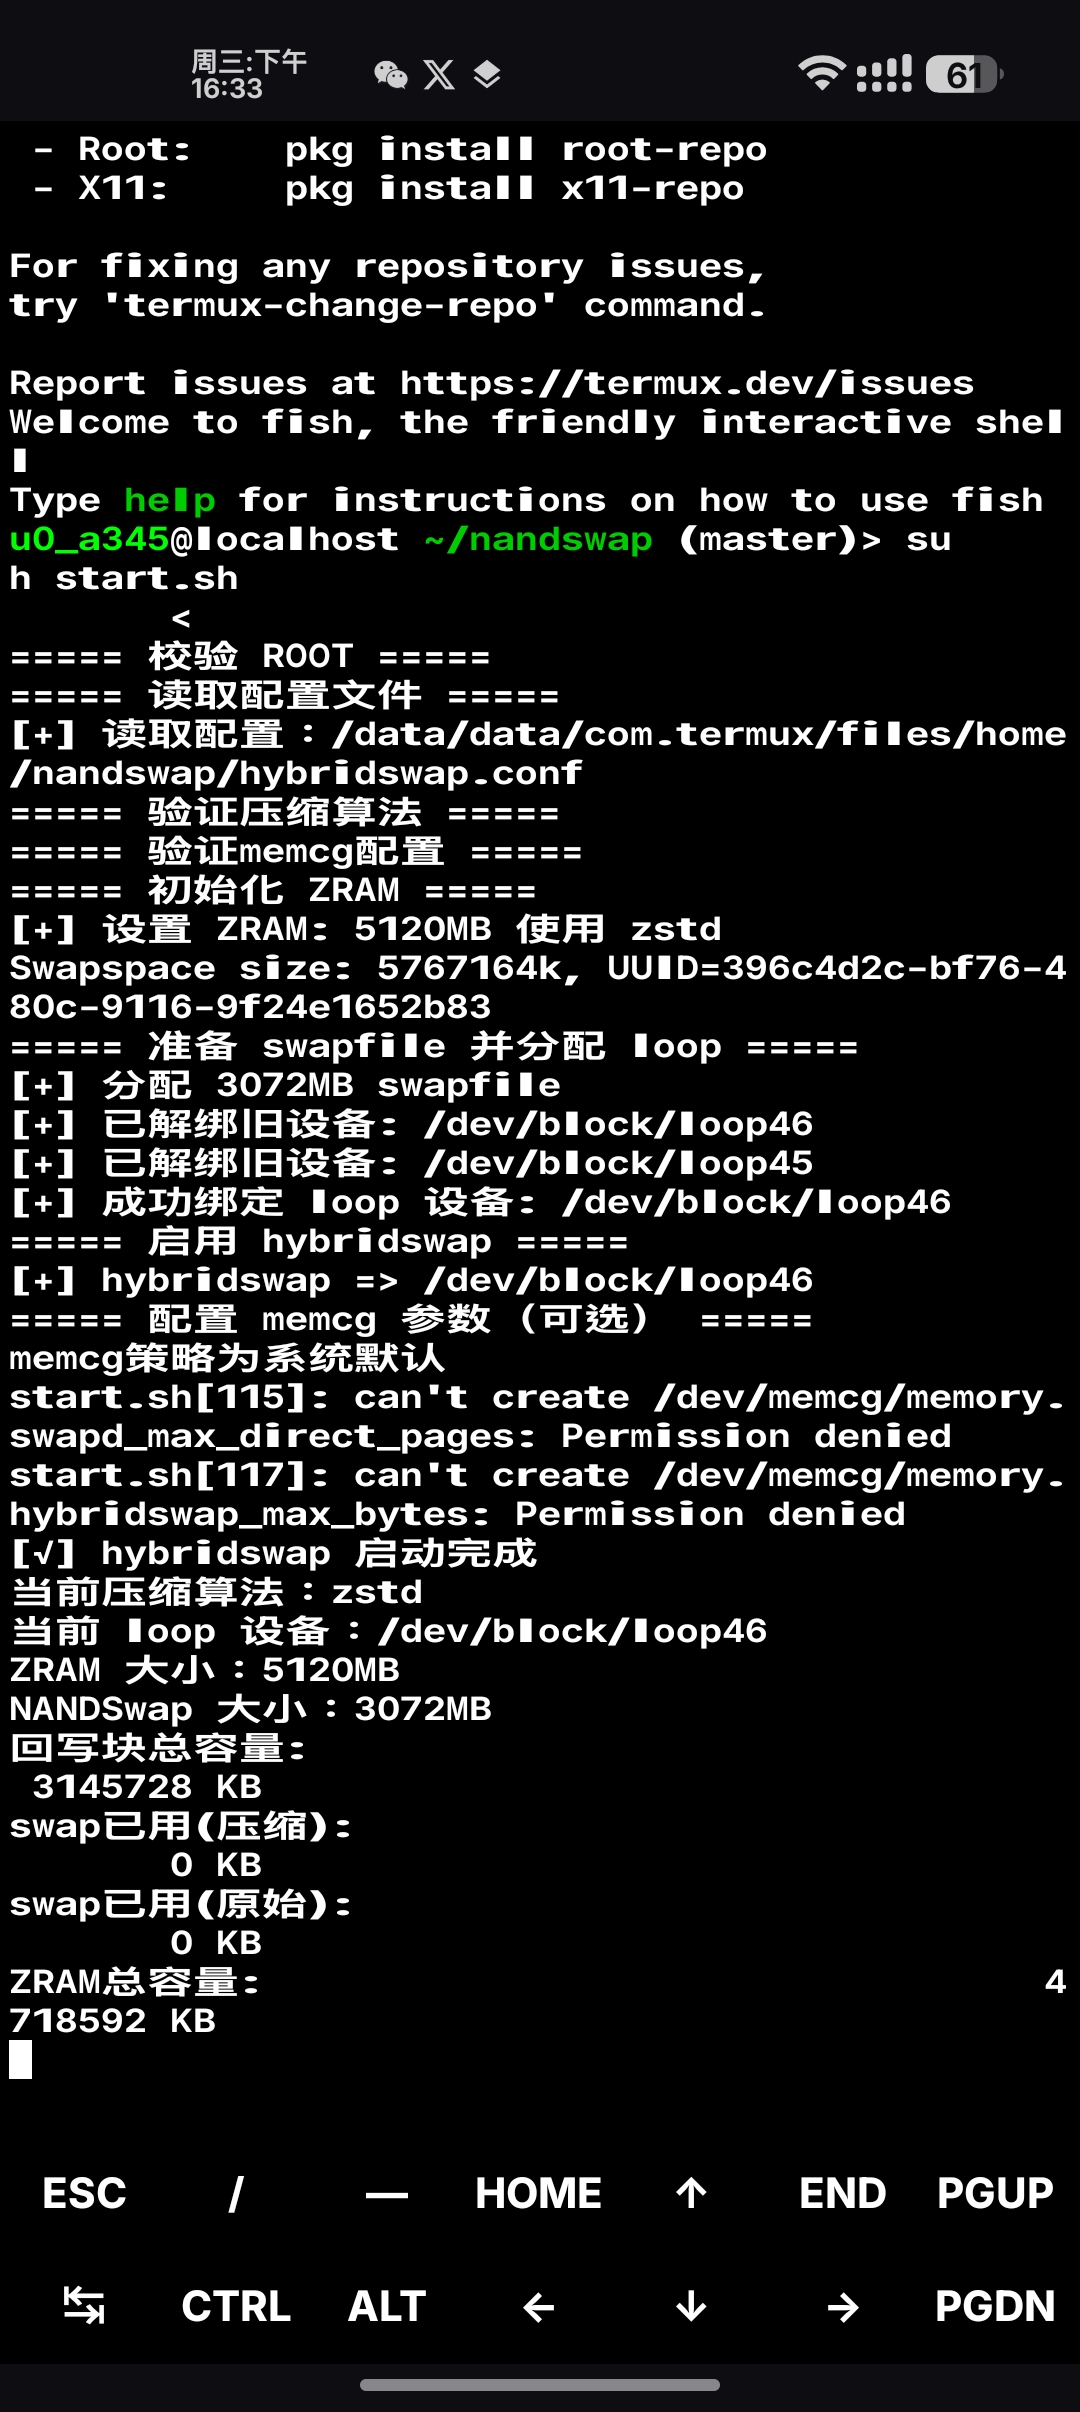 周三:下午
16:33
61
- Root:    pkg install root-repo
- X11:     pkg install x11-repo
For fixing any repository issues,
try 'termux-change-repo' command.
Report issues at https://termux.dev/issues
Welcome to fish, the friendly interactive shel
l
Type help for instructions on how to use fish
u0_a345@localhost ~/nandswap (master)> su
h start.sh
<
===== 校验 ROOT =====
===== 读取配置文件 =====
[+] 读取配置：/data/data/com.termux/files/home
/nandswap/hybridswap.conf
===== 验证压缩算法 =====
===== 验证memcg配置 =====
===== 初始化 ZRAM =====
[+] 设置 ZRAM: 5120MB 使用 zstd
Swapspace size: 5767164k, UUID=396c4d2c-bf76-4
80c-9116-9f24e1652b83
===== 准备 swapfile 并分配 loop =====
[+] 分配 3072MB swapfile
[+] 已解绑旧设备: /dev/block/loop46
[+] 已解绑旧设备: /dev/block/loop45
[+] 成功绑定 loop 设备: /dev/block/loop46
===== 启用 hybridswap =====
[+] hybridswap => /dev/block/loop46
===== 配置 memcg 参数（可选） =====
memcg策略为系统默认
start.sh[115]: can't create /dev/memcg/memory.
swapd_max_direct_pages: Permission denied
start.sh[117]: can't create /dev/memcg/memory.
hybridswap_max_bytes: Permission denied
[√] hybridswap 启动完成
当前压缩算法：zstd
当前 loop 设备：/dev/block/loop46
ZRAM 大小：5120MB
NANDSwap 大小：3072MB
回写块总容量:
3145728 KB
swap已用(压缩):
0 KB
swap已用(原始):
0 KB
ZRAM总容量: 4
718592 KB
ESC / — HOME ↑ END PGUP
↹ CTRL ALT ← ↓ → PGDN